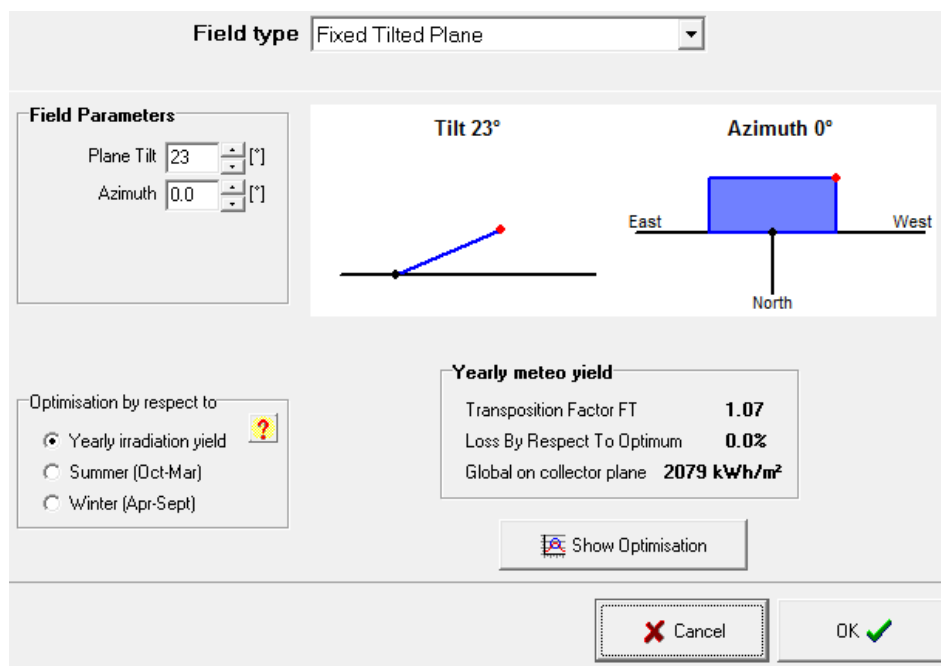 Field type Fixed Tilted Plane
Field Parameters
Plane Tilt 23 [°]
Azimuth 0.0 [°]
Tilt 23°
Azimuth 0°
East
West
North
Optimisation by respect to
?
Yearly irradiation yield
Summer (Oct-Mar)
Winter (Apr-Sept)
Yearly meteo yield
Transposition Factor FT 1.07
Loss By Respect To Optimum 0.0%
Global on collector plane 2079 kWh/m²
Show Optimisation
Cancel
OK